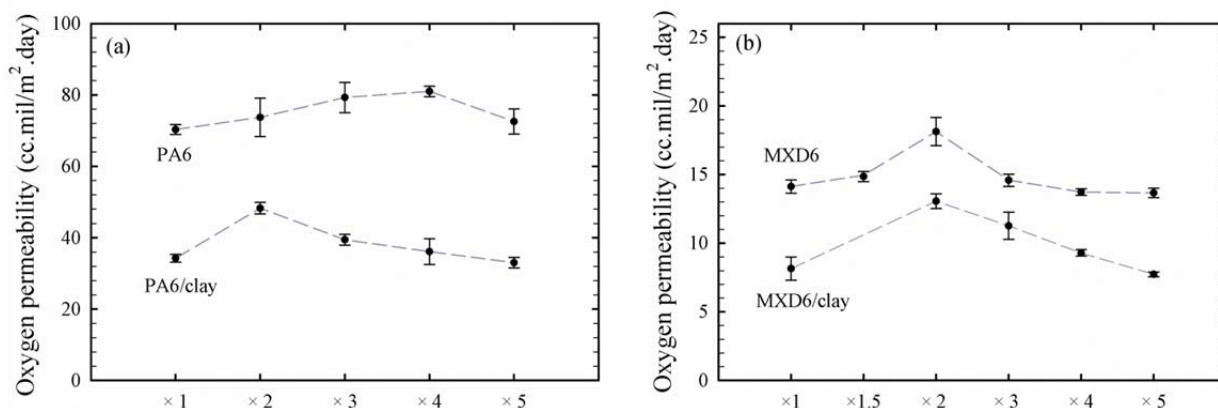 Oxygen permeability (cc.mil/m².day)
100
80
60
40
20
0
(a)
PA6
PA6/clay
× 1
× 2
× 3
× 4
× 5
Oxygen permeability (cc.mil/m².day)
25
20
15
10
5
0
(b)
MXD6
MXD6/clay
×1
×1.5
×2
×3
×4
×5